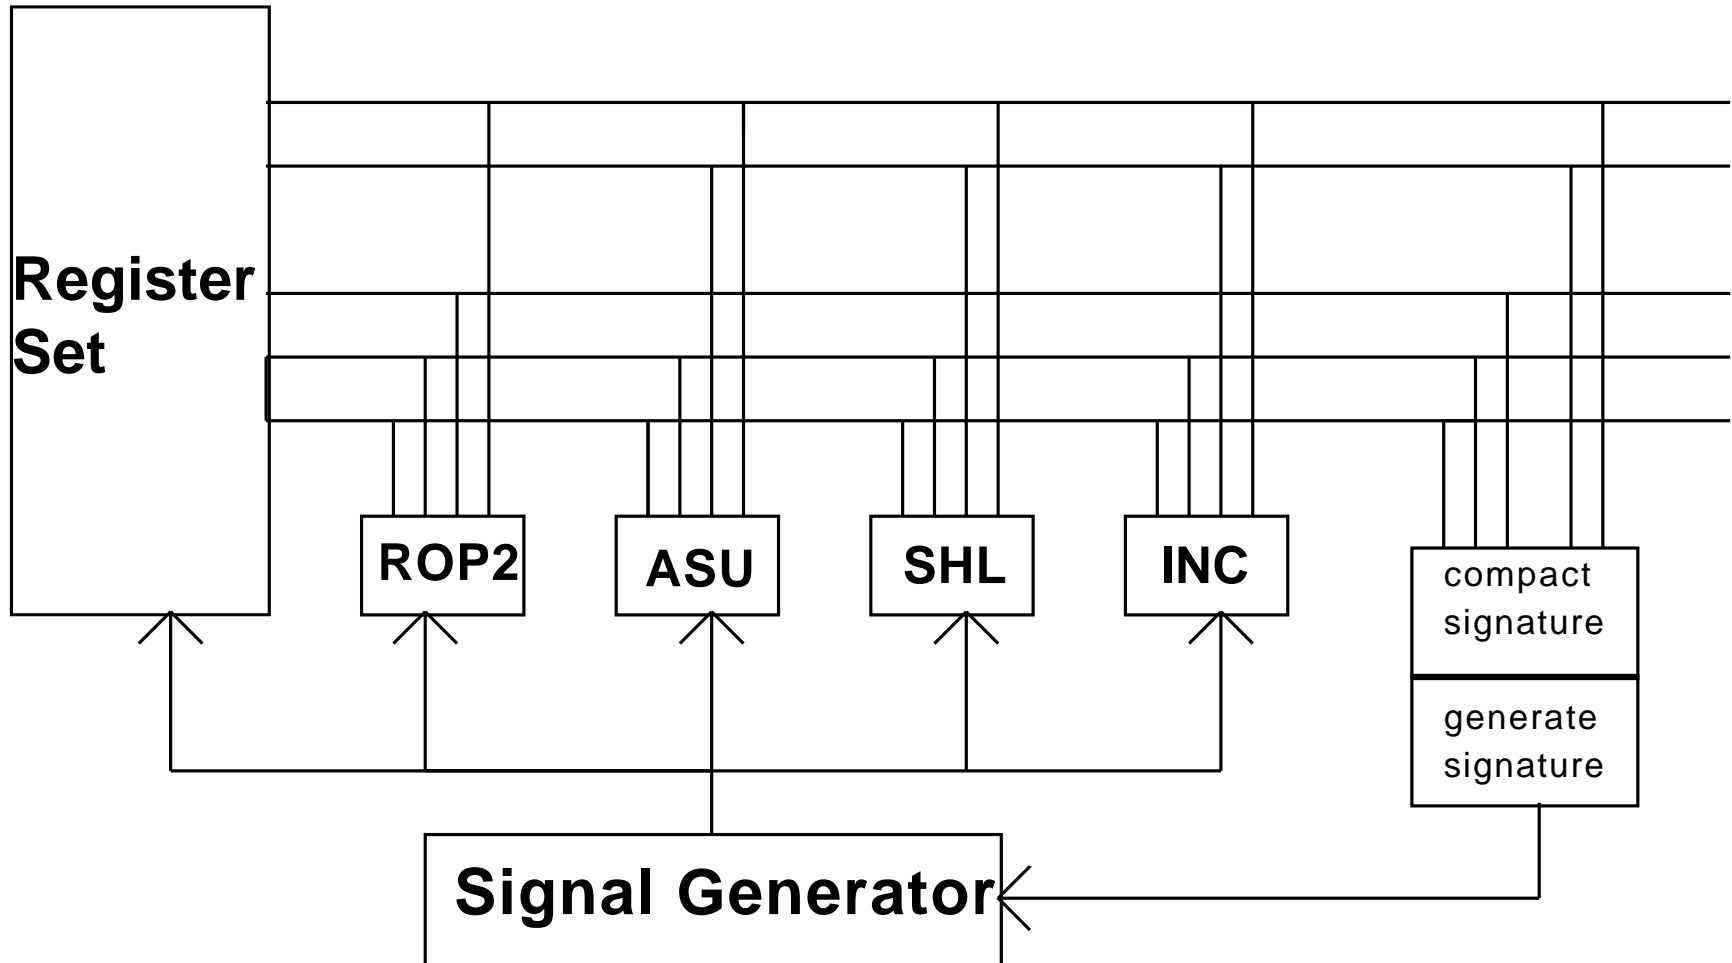 Register
Set
ROP2
ASU
SHL
INC
compact
signature
generate
signature
Signal Generator